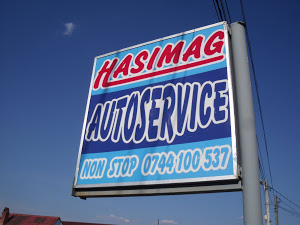 HASIMAG
AUTOSERVICE
NON STOP 0744 100 537